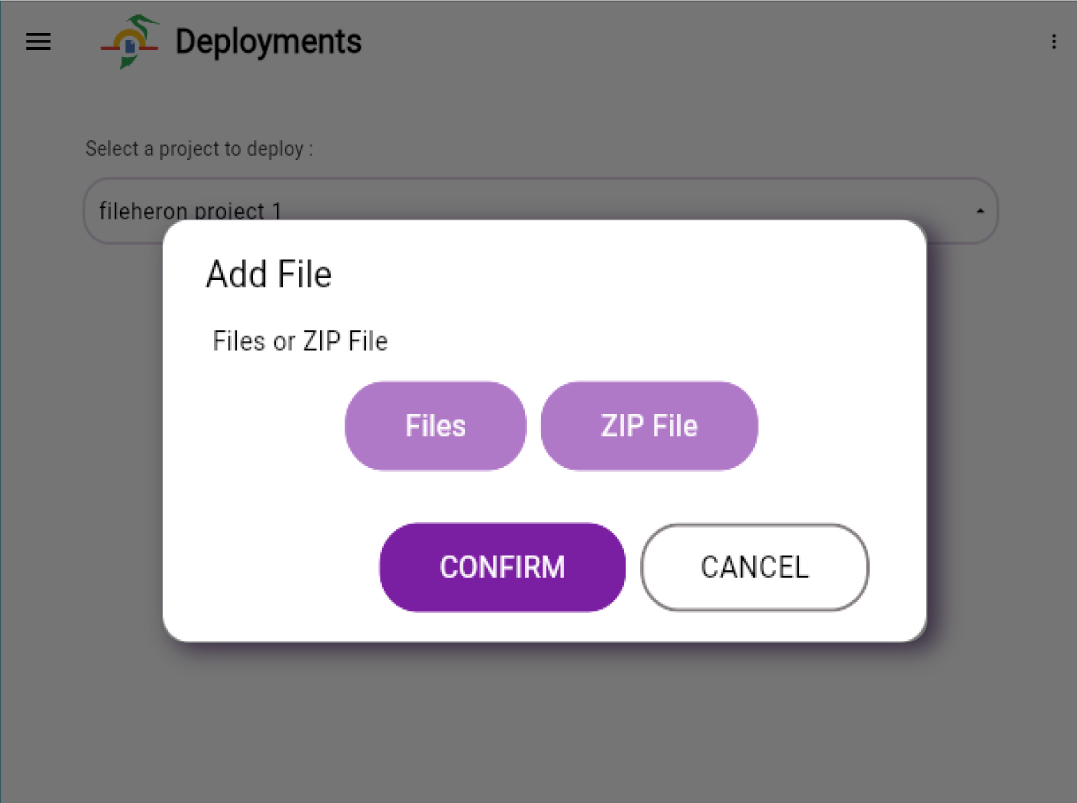 Deployments
Select a project to deploy :
fileheron project 1
Add File
Files or ZIP File
Files
ZIP File
CONFIRM
CANCEL